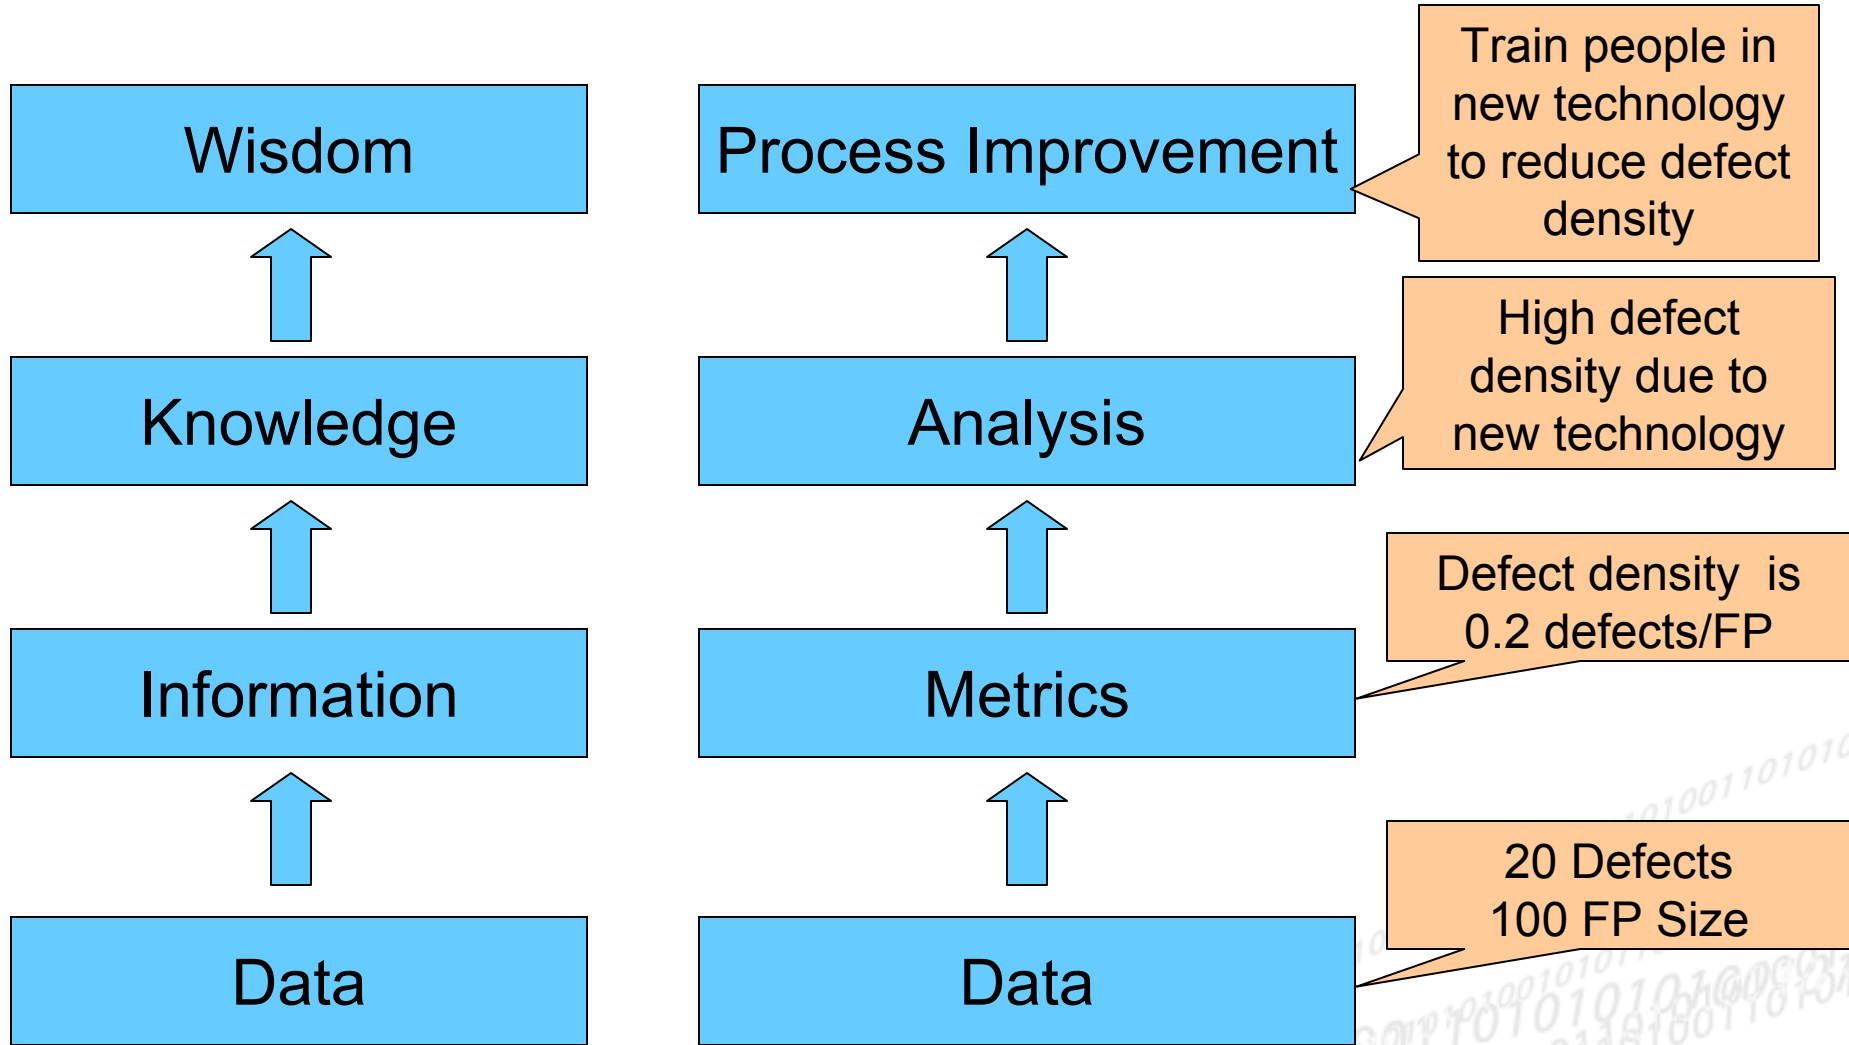 Wisdom
Process Improvement
Train people in
new technology
to reduce defect
density
Knowledge
Analysis
High defect
density due to
new technology
Information
Metrics
Defect density is
0.2 defects/FP
Data
Data
20 Defects
100 FP Size